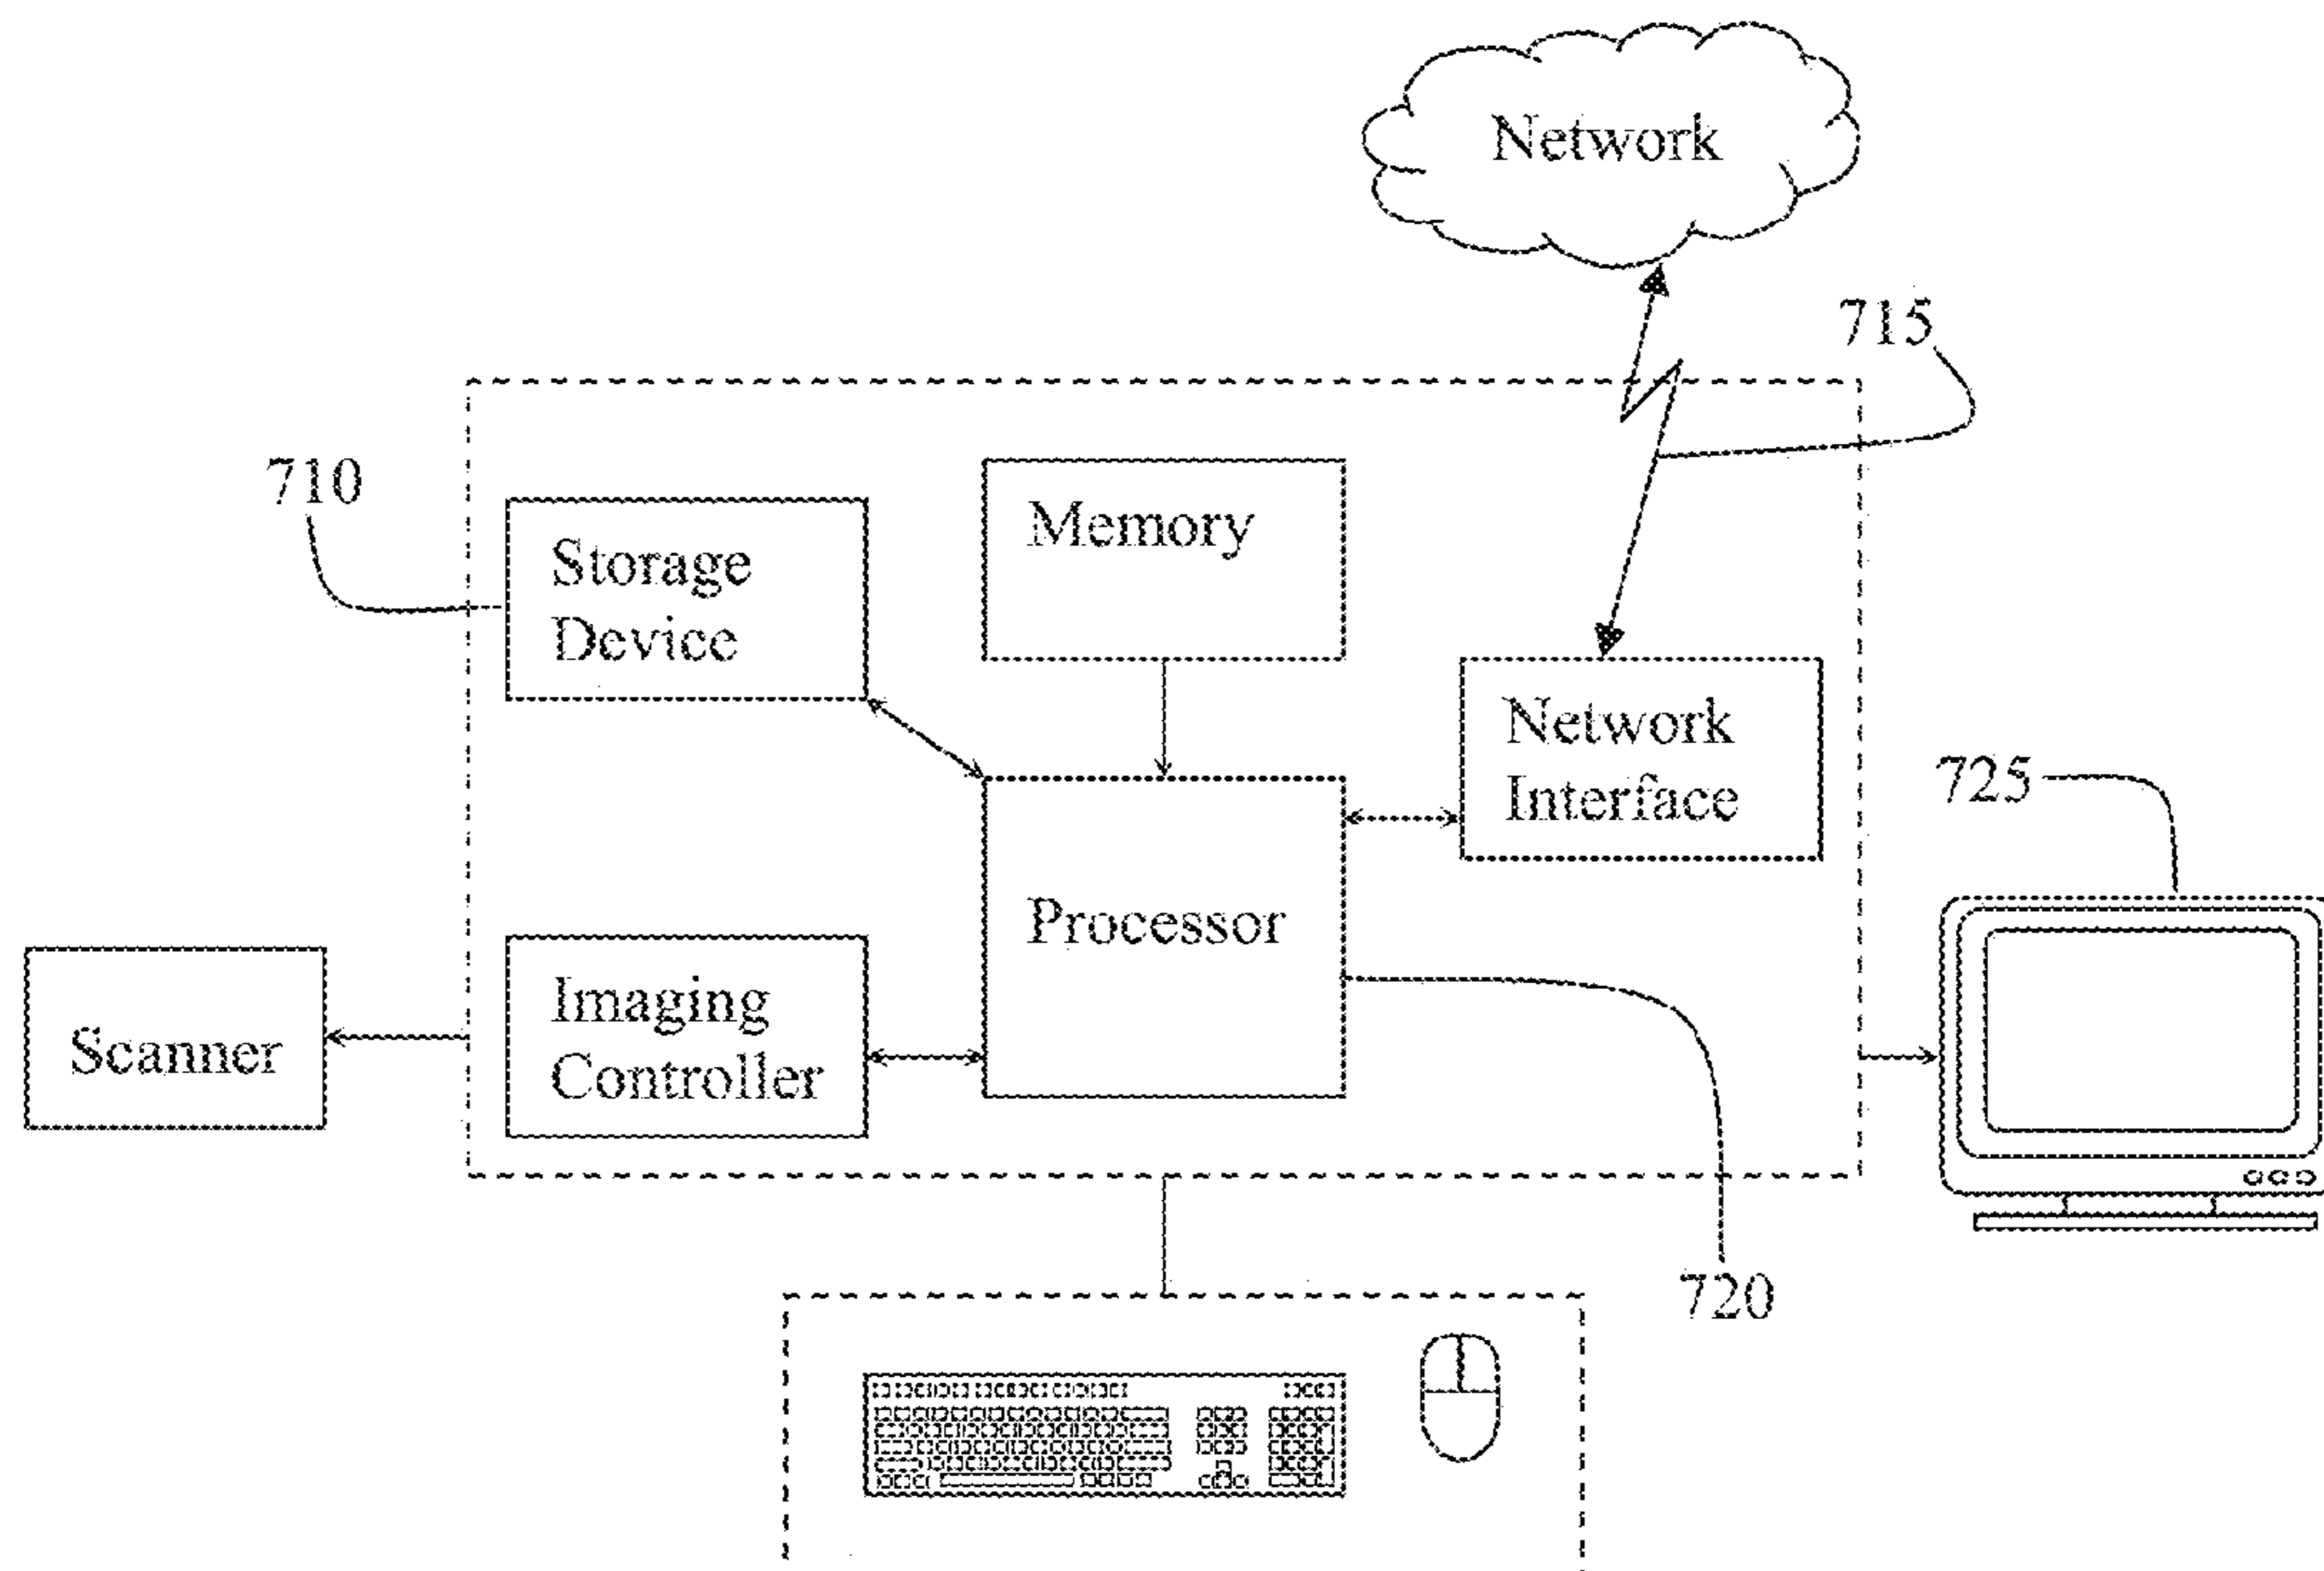 Network
715
710
Memory
Storage
Device
Network
Interface
725
Processor
Imaging
Controller
Scanner
720